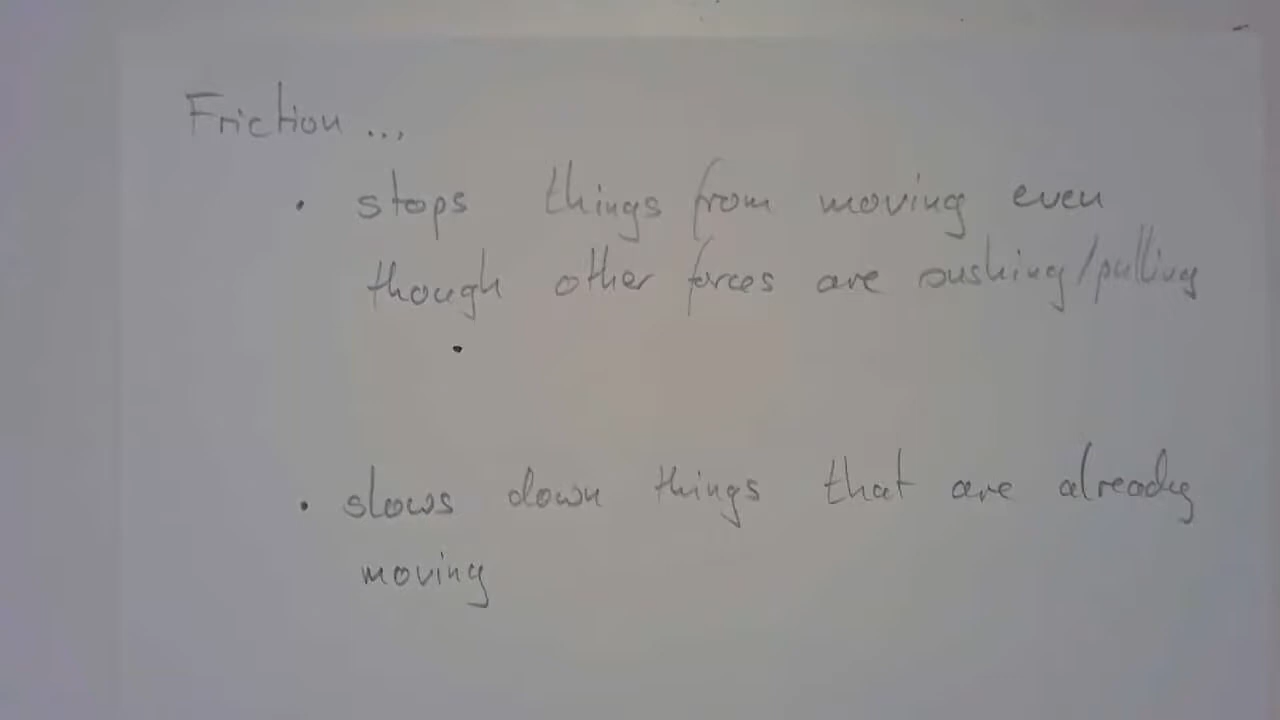 Friction ...
• stops things from moving even
though other forces are pushing/pulling
•
• slows down things that are already
moving